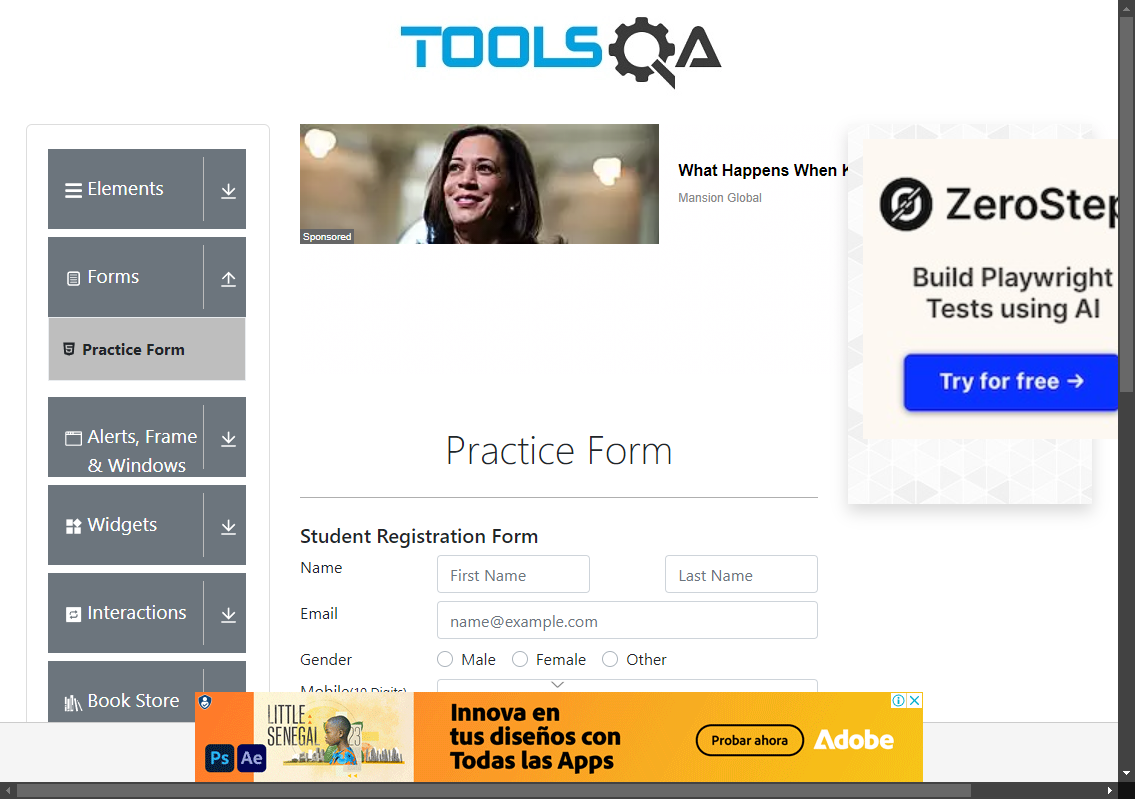 TOOLSQA
Elements
Forms
Practice Form
Alerts, Frame
& Windows
Widgets
Interactions
Book Store
Sponsored
What Happens When
Mansion Global
ZeroStep
Build Playwright
Tests using AI
Try for free →
Practice Form
Student Registration Form
Name
First Name
Last Name
Email
name@example.com
Gender
Male
Female
Other
Mobile(10 Digits)
LITTLE
SENEGAL
23
Ps
Ae
Innova en
tus diseños con
Todas las Apps
Probar ahora
Adobe